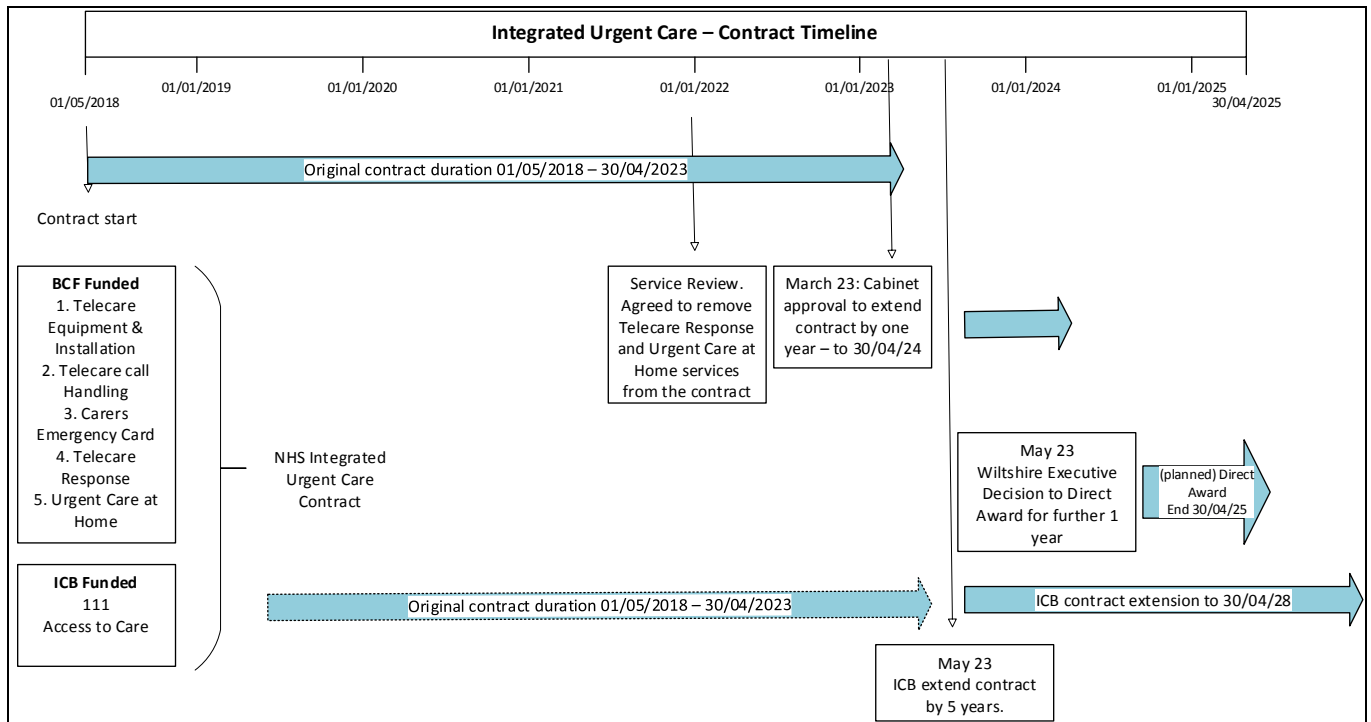 Integrated Urgent Care – Contract Timeline
01/05/2018
01/01/2019
01/01/2020
01/01/2021
01/01/2022
01/01/2023
01/01/2024
01/01/2025
30/04/2025
Original contract duration 01/05/2018 – 30/04/2023
Contract start
BCF Funded
1. Telecare
Equipment &
Installation
2. Telecare call
Handling
3. Carers
Emergency Card
4. Telecare
Response
5. Urgent Care at
Home
ICB Funded
111
Access to Care
NHS Integrated
Urgent Care
Contract
Service Review.
Agreed to remove
Telecare Response
and Urgent Care at
Home services
from the contract
March 23: Cabinet
approval to extend
contract by one
year – to 30/04/24
May 23
Wiltshire Executive
Decision to Direct
Award for further 1
year
(planned) Direct
Award
End 30/04/25
Original contract duration 01/05/2018 – 30/04/2023
ICB contract extension to 30/04/28
May 23
ICB extend contract
by 5 years.